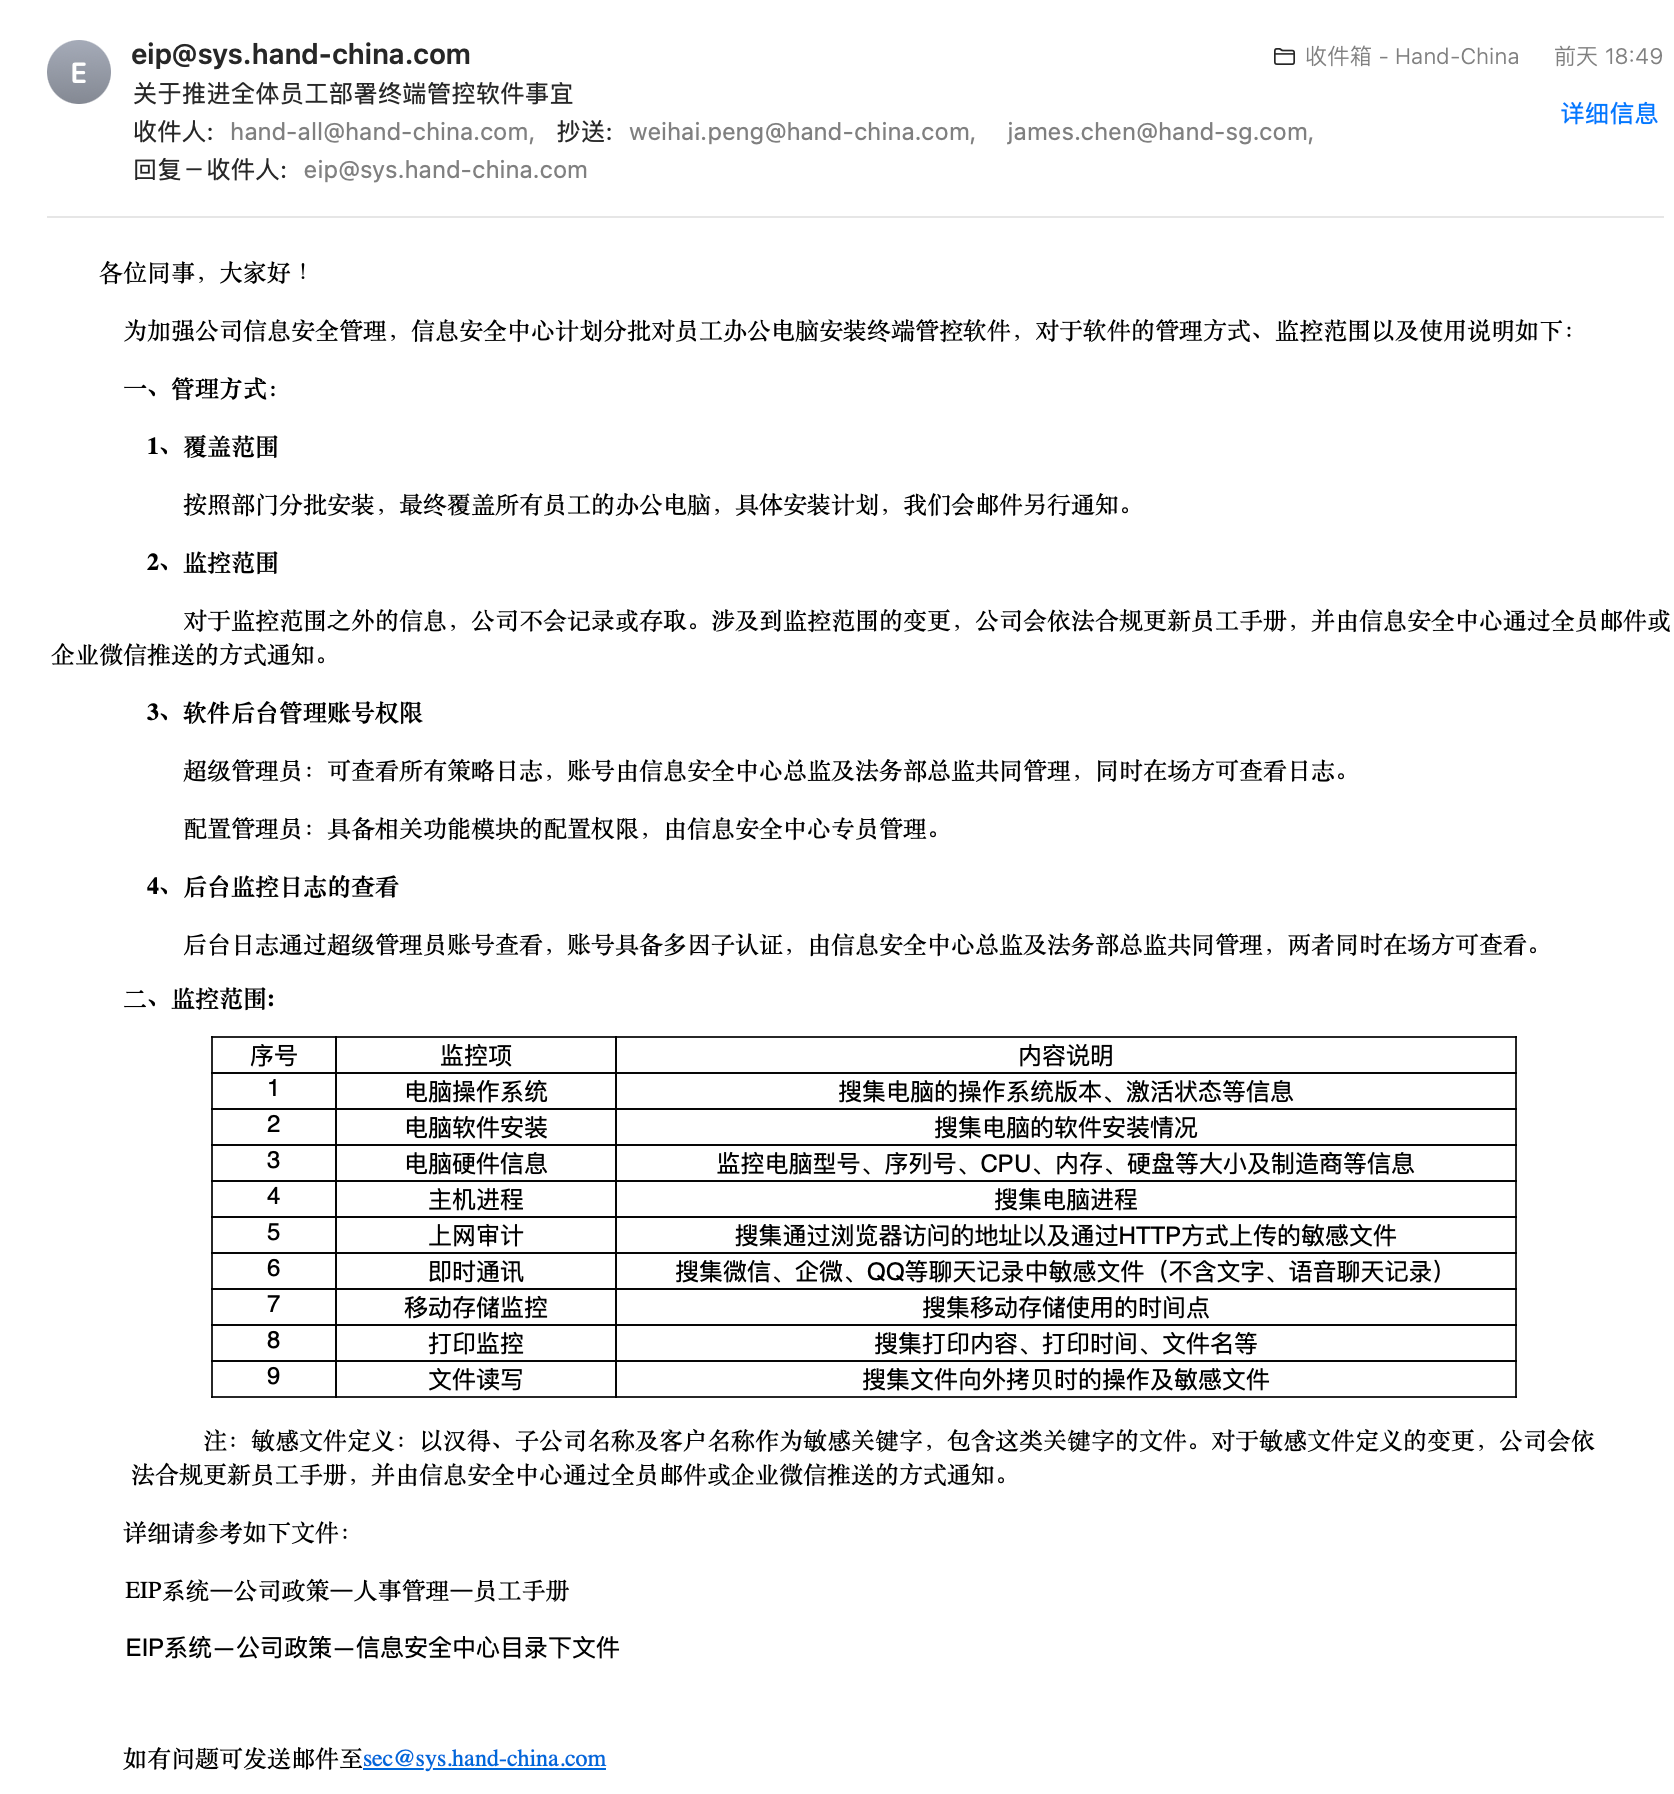 E
eip@sys.hand-china.com
收件箱 - Hand-China 前天 18:49
关于推进全体员工部署终端管控软件事宜
详细信息
收件人： hand-all@hand-china.com, 抄送： weihai.peng@hand-china.com, james.chen@hand-sg.com,
回复－收件人： eip@sys.hand-china.com
各位同事，大家好！
为加强公司信息安全管理，信息安全中心计划分批对员工办公电脑安装终端管控软件，对于软件的管理方式、监控范围以及使用说明如下：
一、管理方式：
1、覆盖范围
按照部门分批安装，最终覆盖所有员工的办公电脑，具体安装计划，我们会邮件另行通知。
2、监控范围
对于监控范围之外的信息，公司不会记录或存取。涉及到监控范围的变更，公司会依法合规更新员工手册，并由信息安全中心通过全员邮件或
企业微信推送的方式通知。
3、软件后台管理账号权限
超级管理员：可查看所有策略日志，账号由信息安全中心总监及法务部总监共同管理，同时在场方可查看日志。
配置管理员：具备相关功能模块的配置权限，由信息安全中心专员管理。
4、后台监控日志的查看
后台日志通过超级管理员账号查看，账号具备多因子认证，由信息安全中心总监及法务部总监共同管理，两者同时在场方可查看。
二、监控范围：
序号 监控项 内容说明
1 电脑操作系统 搜集电脑的操作系统版本、激活状态等信息
2 电脑软件安装 搜集电脑的软件安装情况
3 电脑硬件信息 监控电脑型号、序列号、CPU、内存、硬盘等大小及制造商等信息
4 主机进程 搜集电脑进程
5 上网审计 搜集通过浏览器访问的地址以及通过HTTP方式上传的敏感文件
6 即时通讯 搜集微信、企微、QQ等聊天记录中敏感文件（不含文字、语音聊天记录）
7 移动存储监控 搜集移动存储使用的时间点
8 打印监控 搜集打印内容、打印时间、文件名等
9 文件读写 搜集文件向外拷贝时的操作及敏感文件
注：敏感文件定义：以汉得、子公司名称及客户名称作为敏感关键字，包含这类关键字的文件。对于敏感文件定义的变更，公司会依
法合规更新员工手册，并由信息安全中心通过全员邮件或企业微信推送的方式通知。
详细请参考如下文件：
EIP系统—公司政策—人事管理—员工手册
EIP系统—公司政策—信息安全中心目录下文件
如有问题可发送邮件至sec@sys.hand-china.com